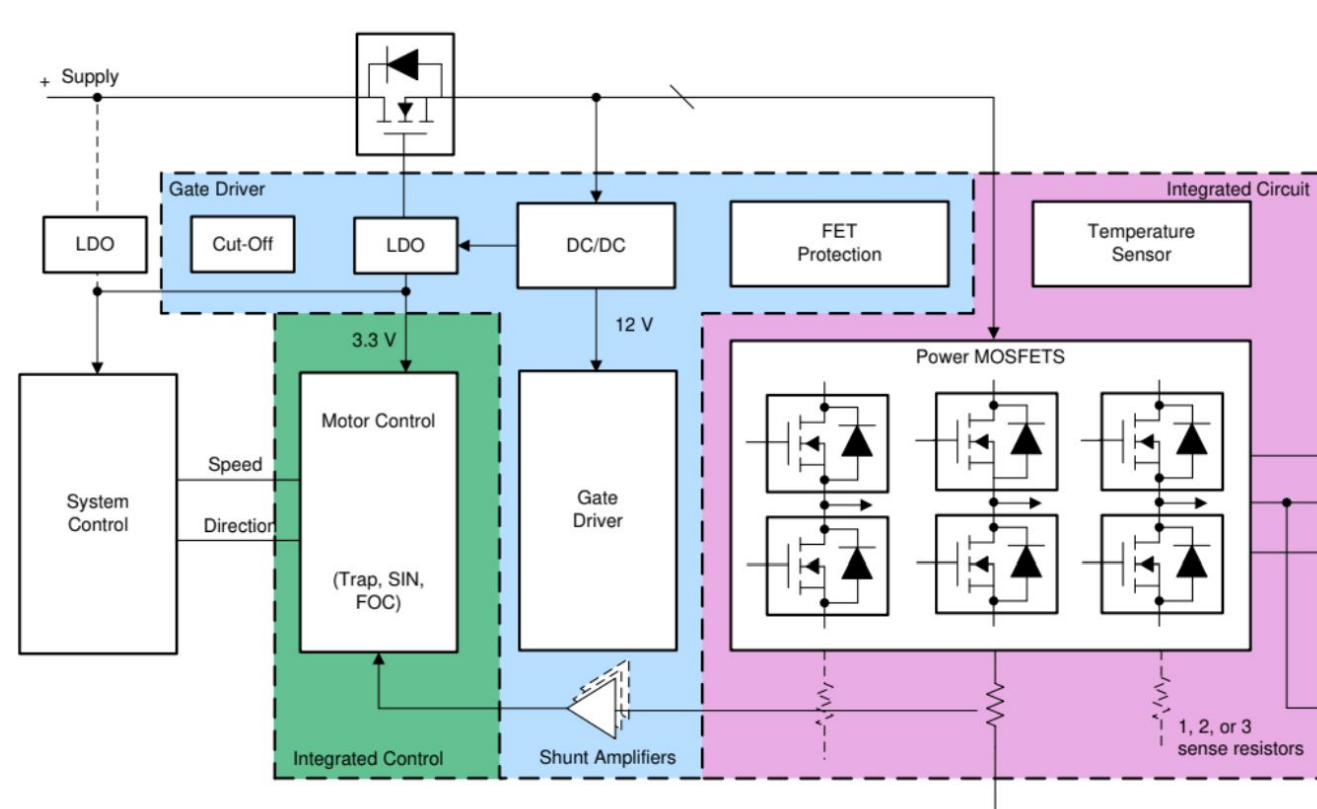 + Supply
Gate Driver
Integrated Circuit
LDO
Cut-Off
LDO
DC/DC
FET
Protection
Temperature
Sensor
3.3 V
12 V
Power MOSFETS
System
Control
Speed
Direction
Motor Control
(Trap, SIN,
FOC)
Gate
Driver
1, 2, or 3
sense resistors
Integrated Control
Shunt Amplifiers